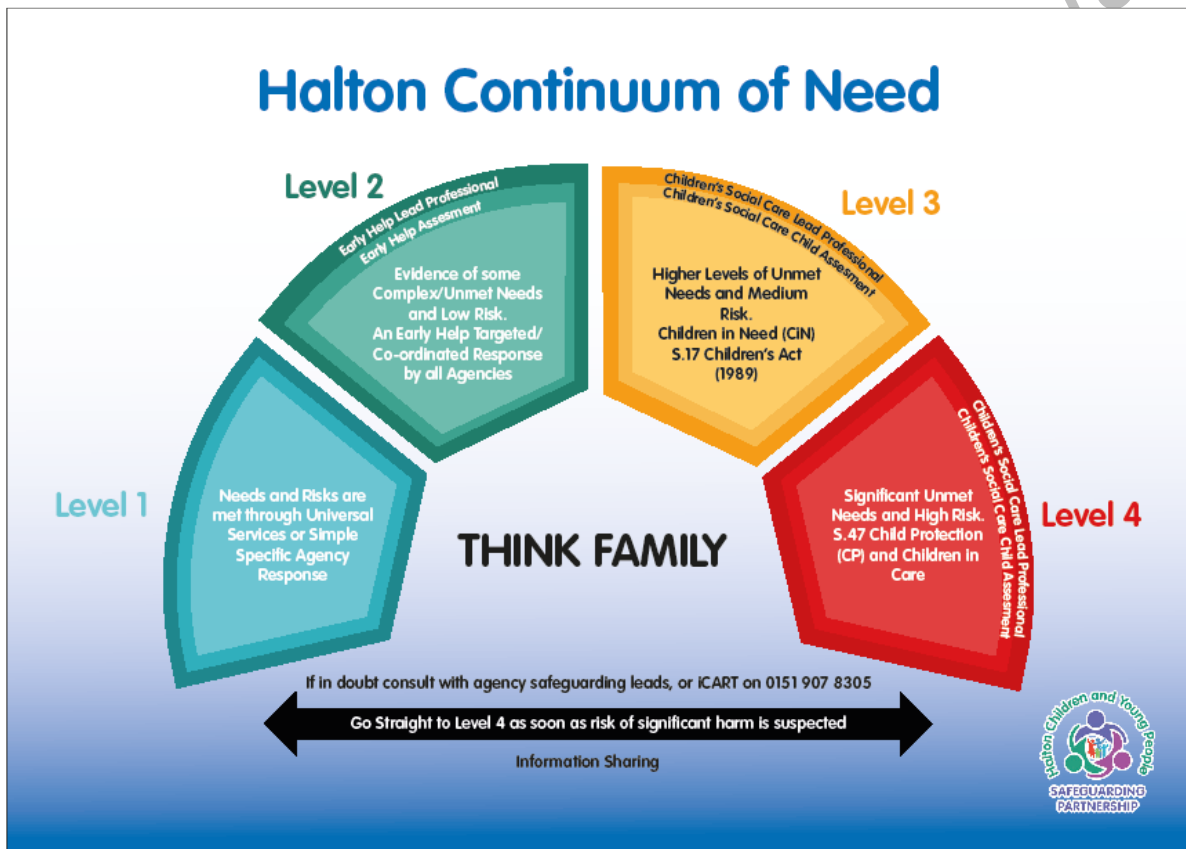 Halton Continuum of Need
Level 1
Needs and Risks are
met through Universal
Services or Simple
Specific Agency
Response
Level 2
Early Help Lead Professional
Early Help Assesment
Evidence of some
Complex/Unmet Needs
and Low Risk.
An Early Help Targeted/
Co-ordinated Response
by all Agencies
Level 3
Children's Social Care Lead Professional
Children's Social Care Child Assesment
Higher Levels of Unmet
Needs and Medium
Risk.
Children in Need (CiN)
S.17 Children's Act
(1989)
Level 4
Children's Social Care Lead Professional
Children's Social Care Child Assesment
Significant Unmet
Needs and High Risk.
S.47 Child Protection
(CP) and Children in
Care
THINK FAMILY
If in doubt consult with agency safeguarding leads, or iCART on 0151 907 8305
Go Straight to Level 4 as soon as risk of significant harm is suspected
Information Sharing
Halton Children and Young People
SAFEGUARDING
PARTNERSHIP